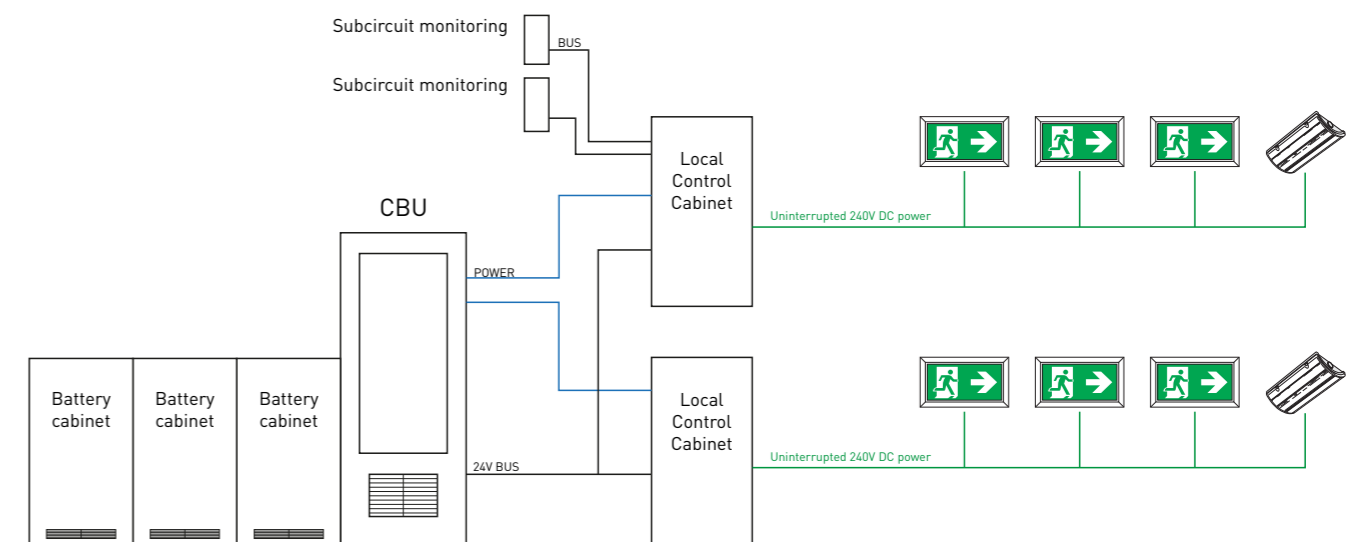 Subcircuit monitoring
BUS
Subcircuit monitoring
Local
Control
Cabinet
Uninterrupted 240V DC power
CBU
POWER
Battery
cabinet
Battery
cabinet
Battery
cabinet
24V BUS
Local
Control
Cabinet
Uninterrupted 240V DC power